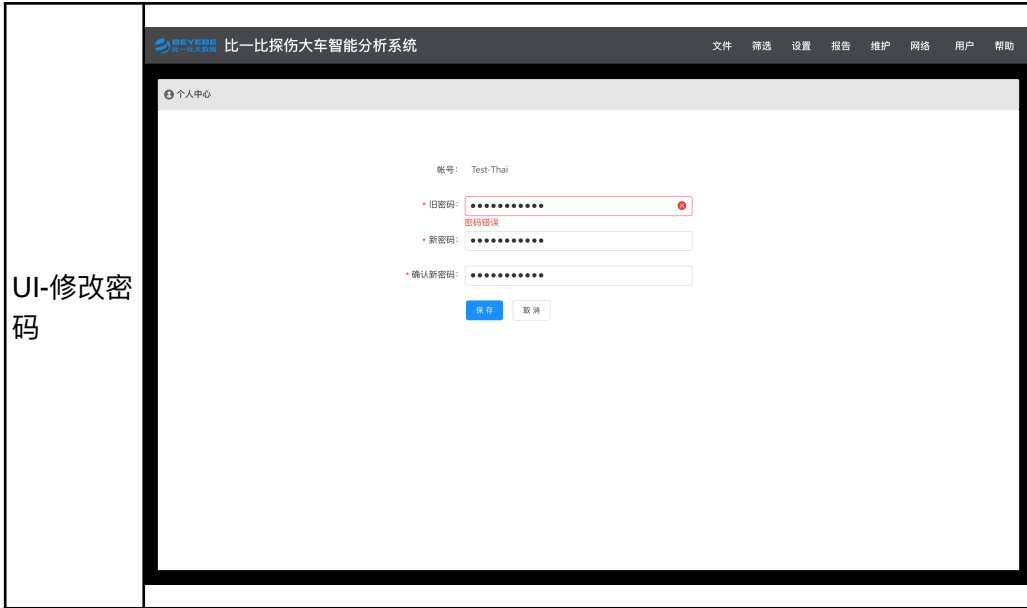 UI-修改密
码
BEYEBE
比一比大数据
比一比探伤大车智能分析系统
文件 筛选 设置 报告 维护 网络 用户 帮助
个人中心
帐号： Test-Thai
* 旧密码： ●●●●●●●●●●●
密码错误
* 新密码： ●●●●●●●●●●●
* 确认新密码： ●●●●●●●●●●●
保 存 取 消